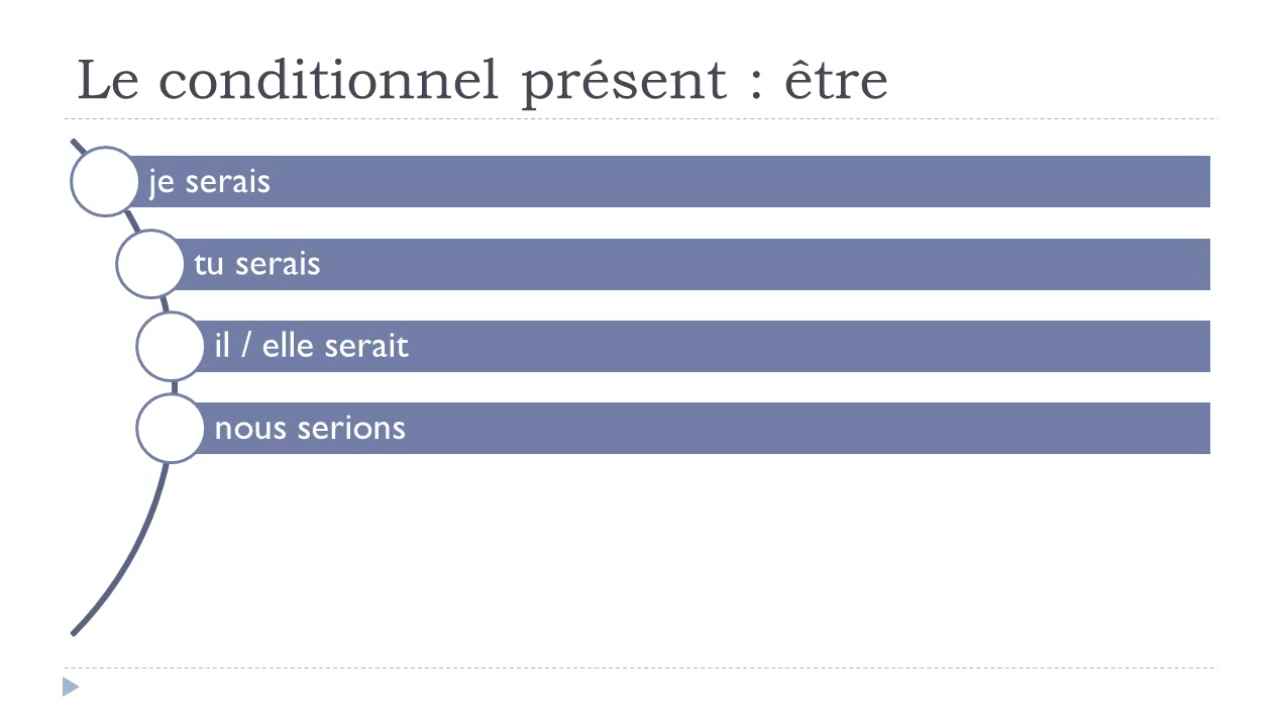 Le conditionnel présent : être
je serais
tu serais
il / elle serait
nous serions